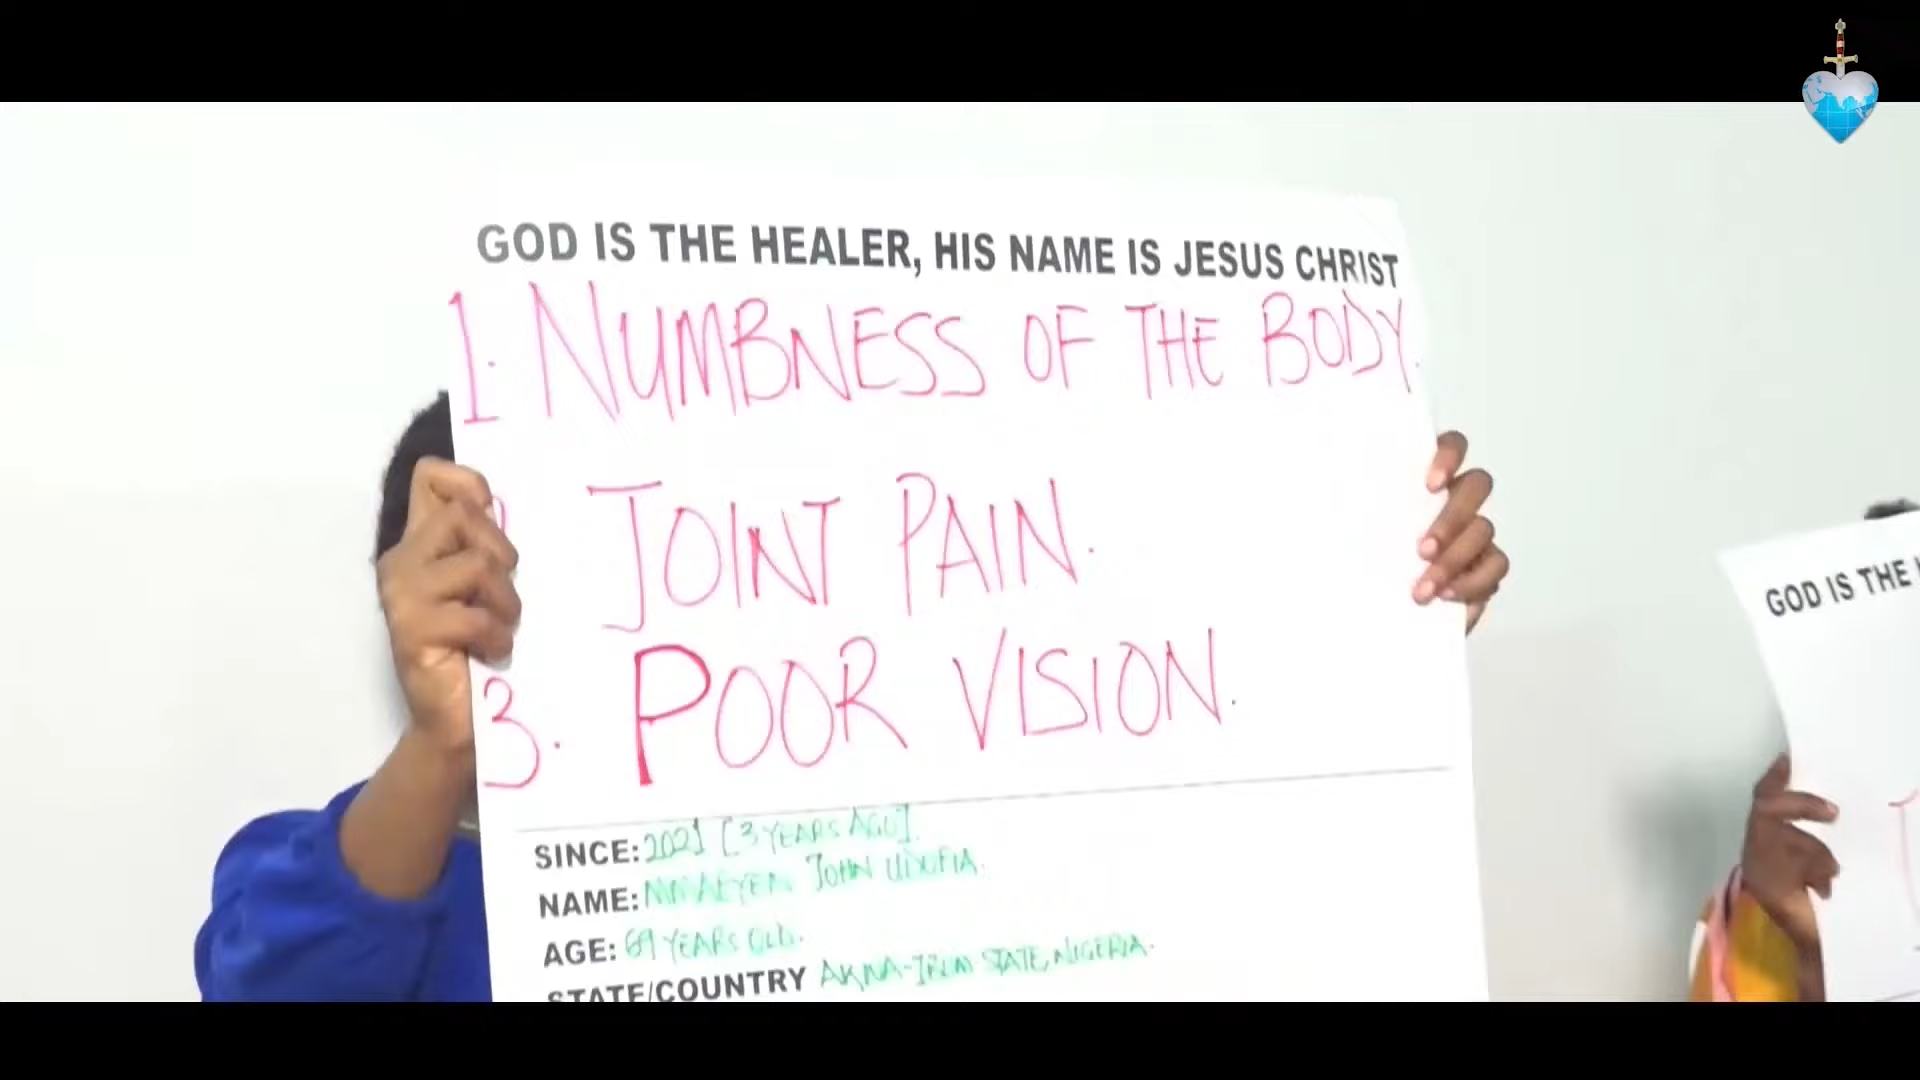 GOD IS THE HEALER, HIS NAME IS JESUS CHRIST
1. NUMBNESS OF THE BODY.
JOINT PAIN.
3. POOR VISION.
SINCE: 2021 [3 YEARS AGO].
NAME: MMAEYEN JOHN UDOFIA.
AGE: 69 YEARS OLD.
STATE/COUNTRY AKWA-IBOM STATE, NIGERIA.
GOD IS THE